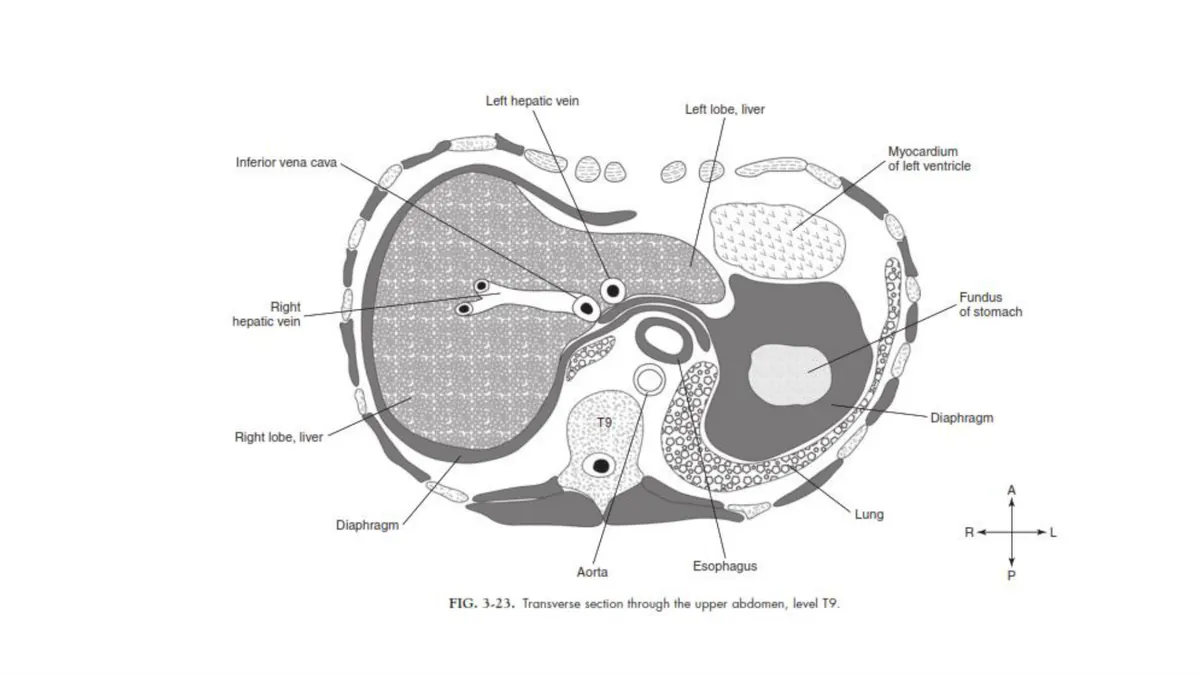 Left hepatic vein
Left lobe, liver
Inferior vena cava
Myocardium
of left ventricle
Right
hepatic vein
Fundus
of stomach
T9
Diaphragm
Right lobe, liver
Diaphragm
Lung
Aorta
Esophagus
A
R
L
P
FIG. 3-23. Transverse section through the upper abdomen, level T9.